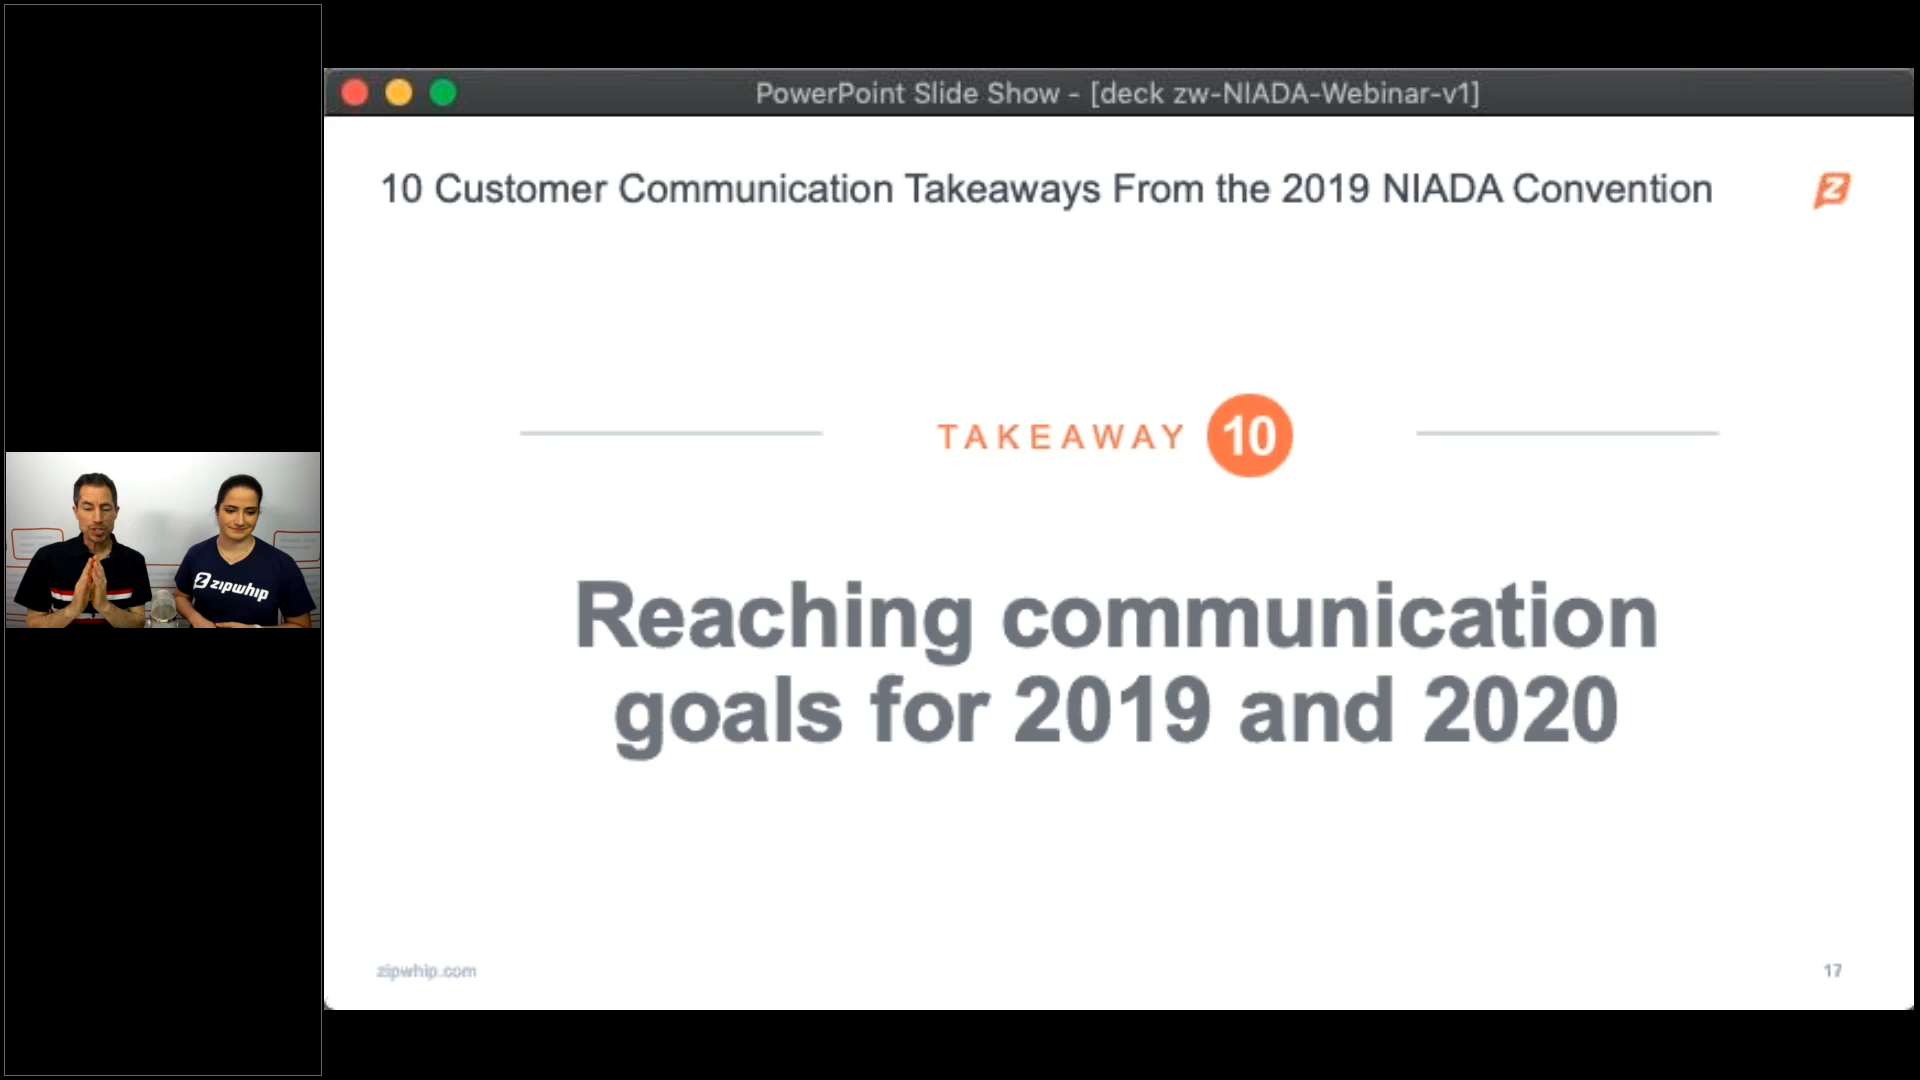 PowerPoint Slide Show - [deck zw-NIADA-Webinar-v1]
10 Customer Communication Takeaways From the 2019 NIADA Convention
TAKEAWAY 10
Reaching communication
goals for 2019 and 2020
zipwhip
zipwhip.com
17